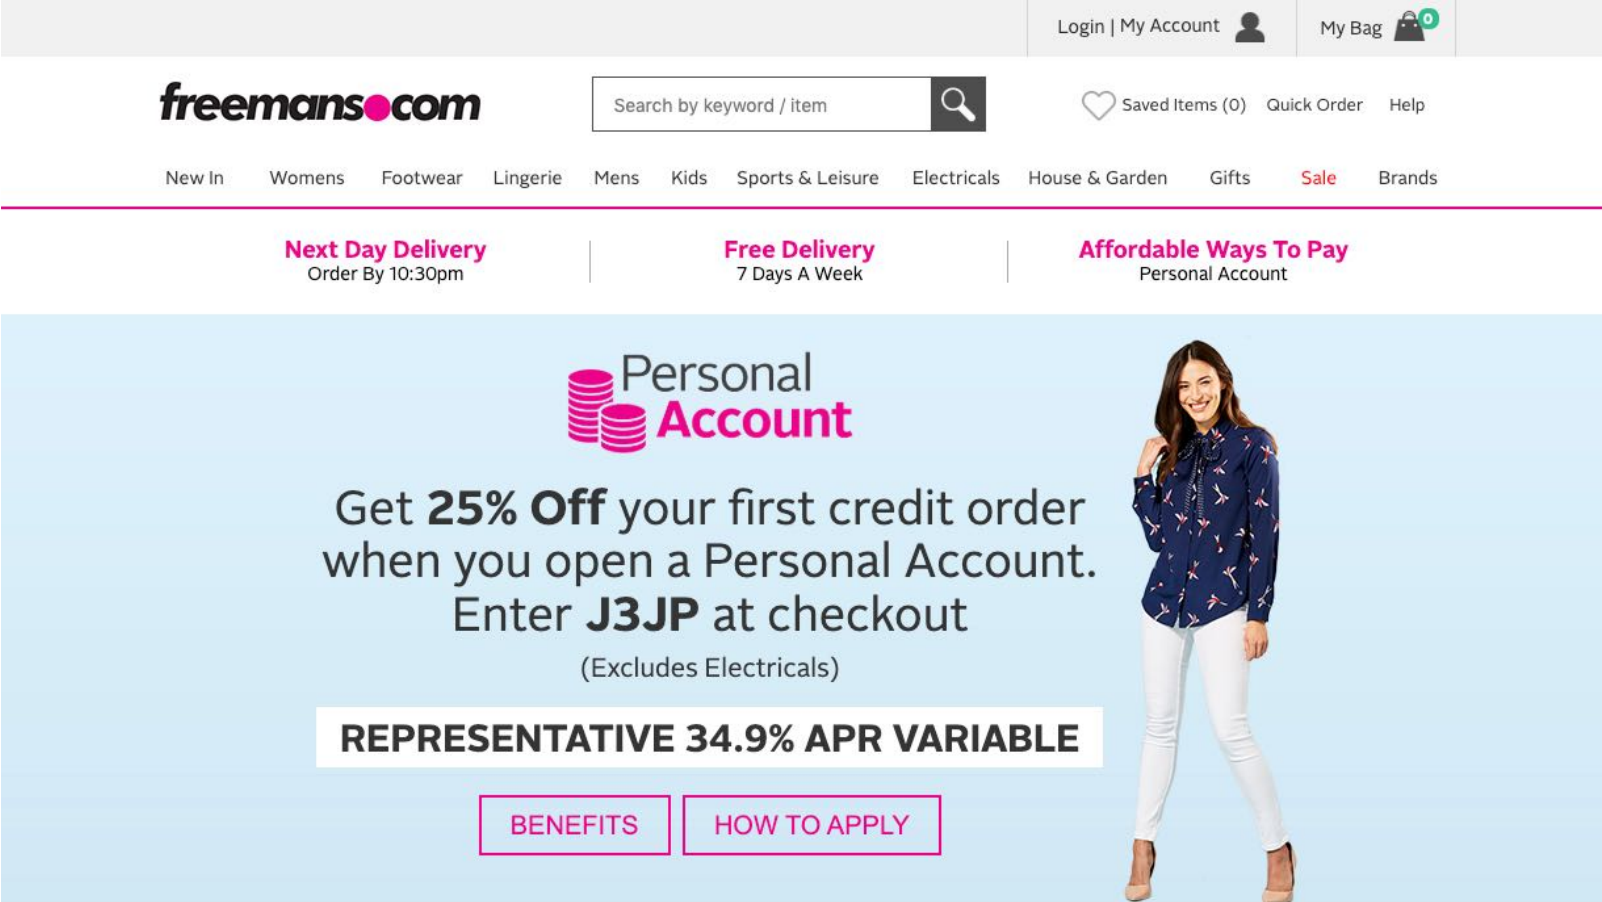 Login | My Account
My Bag 0
freemans.com
Search by keyword / item
Saved Items (0) Quick Order Help
New In Womens Footwear Lingerie Mens Kids Sports & Leisure Electricals House & Garden Gifts Sale Brands
Next Day Delivery
Order By 10:30pm
Free Delivery
7 Days A Week
Affordable Ways To Pay
Personal Account
Personal
Account
Get 25% Off your first credit order
when you open a Personal Account.
Enter J3JP at checkout
(Excludes Electricals)
REPRESENTATIVE 34.9% APR VARIABLE
BENEFITS HOW TO APPLY